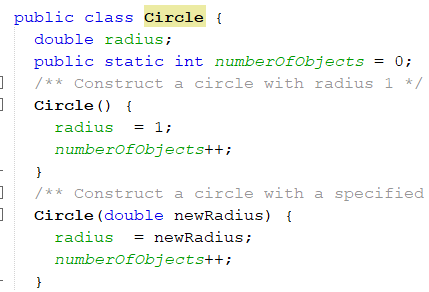 public class Circle {
double radius;
public static int numberOfObjects = 0;
/** Construct a circle with radius 1 */
Circle() {
radius = 1;
numberOfObjects++;
}
/** Construct a circle with a specified
Circle(double newRadius) {
radius = newRadius;
numberOfObjects++;
}